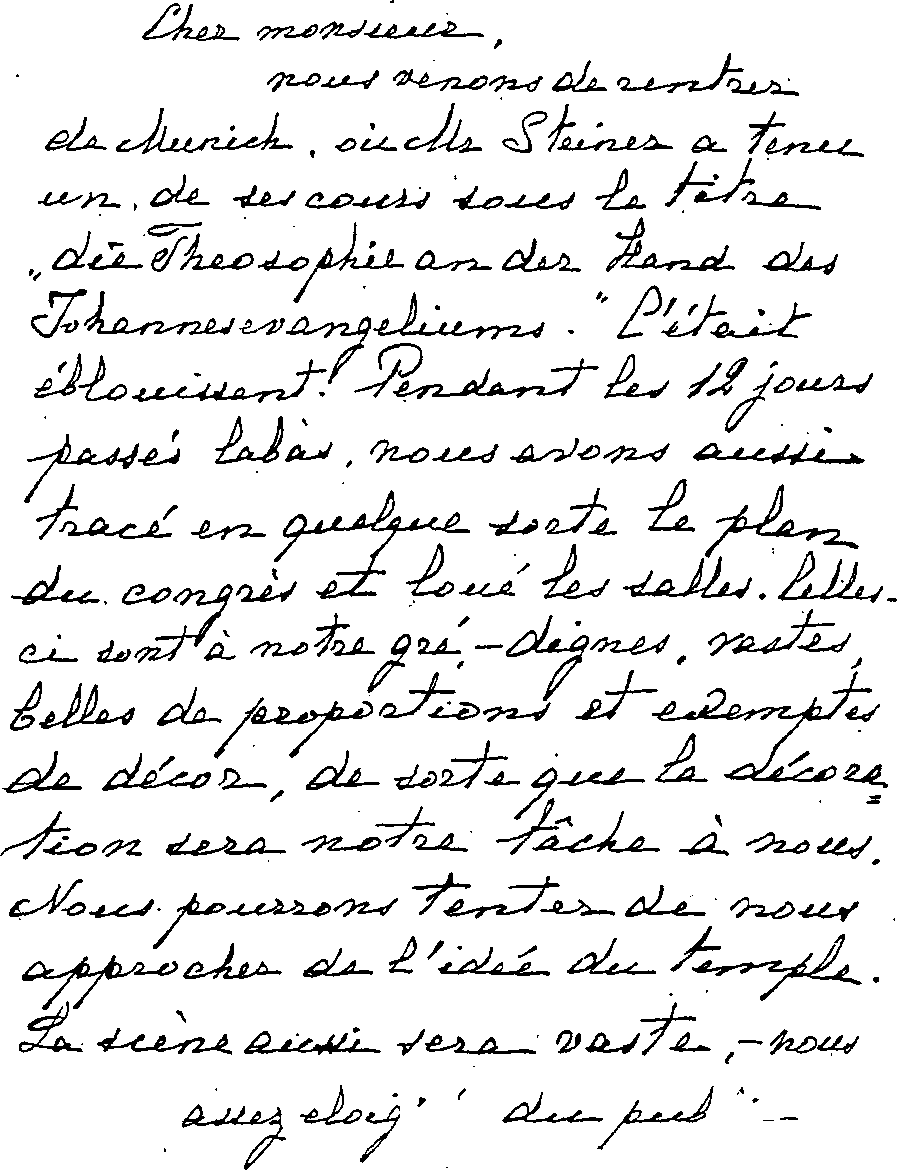 Cher monsieur,
nous venons de rentrer
de Munich, où Mr Steiner a tenu
un de ses cours sous le titre
„die Theosophie an der Hand des
Johannesevangeliums." C'était
éblouissant! Pendant les 12 jours
passés labàs, nous avons aussi
tracé en quelque sorte le plan
du congrès et loué les salles. Celles-
ci sont à notre gré, – dignes, vastes,
belles de proportions et exemptes
de décor, de sorte que la décora=
tion sera notre tâche à nous.
Nous pourrons tenter de nous
approcher de l'ideé du temple.
La scène aussi sera vaste, – nous
assez du